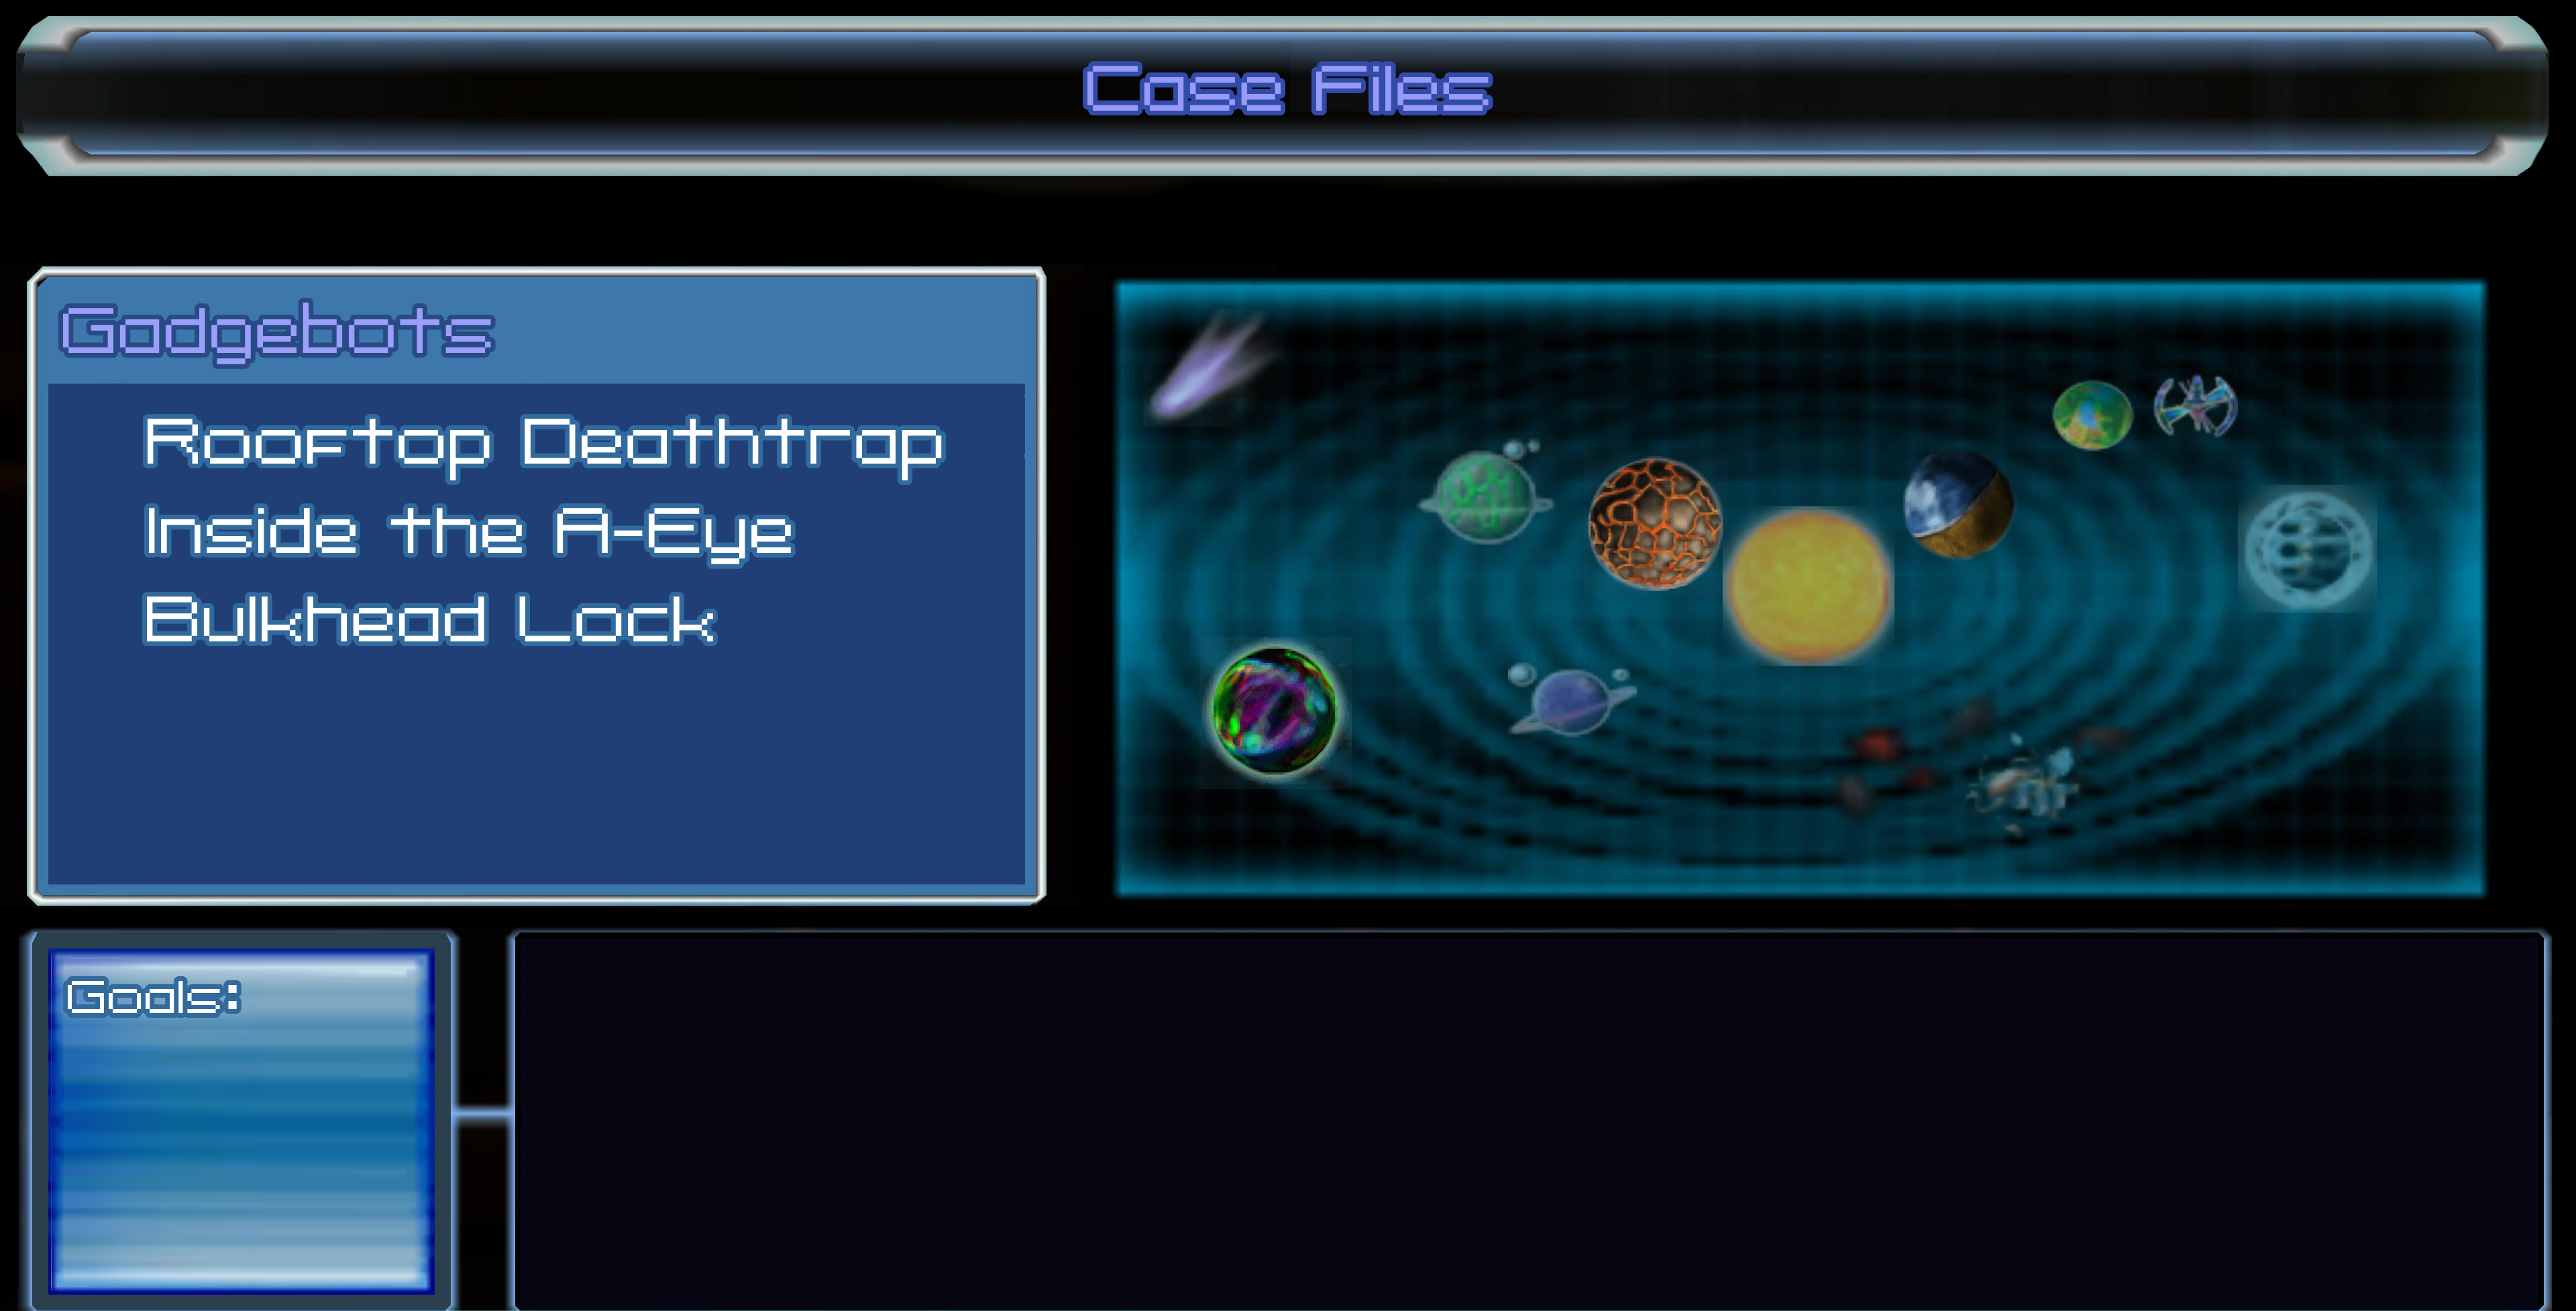 Case Files
Gadgebots
Rooftop Deathtrap
Inside the A-Eye
Bulkhead Lock
Goals: